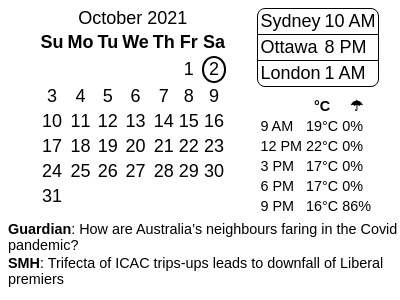 October 2021
Su Mo Tu We Th Fr Sa
1 2
3 4 5 6 7 8 9
10 11 12 13 14 15 16
17 18 19 20 21 22 23
24 25 26 27 28 29 30
31
Sydney 10 AM
Ottawa 8 PM
London 1 AM
°C ☂
9 AM 19°C 0%
12 PM 22°C 0%
3 PM 17°C 0%
6 PM 17°C 0%
9 PM 16°C 86%
Guardian: How are Australia’s neighbours faring in the Covid
pandemic?
SMH: Trifecta of ICAC trips-ups leads to downfall of Liberal
premiers